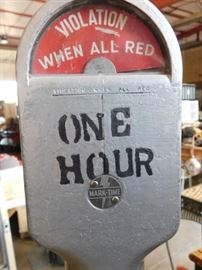 VIOLATION
WHEN ALL RED
ONE
HOUR
MARK-TIME